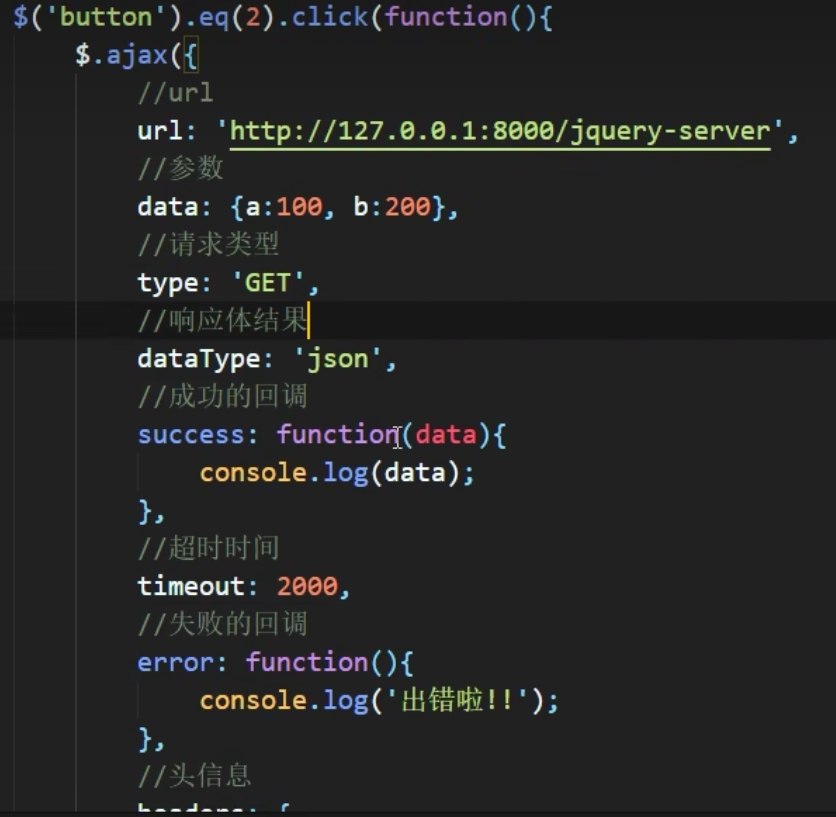 $('button').eq(2).click(function(){
$.ajax({
//url
url: 'http://127.0.0.1:8000/jquery-server',
//参数
data: {a:100, b:200},
//请求类型
type: 'GET',
//响应体结果
dataType: 'json',
//成功的回调
success: function(data){
console.log(data);
},
//超时时间
timeout: 2000,
//失败的回调
error: function(){
console.log('出错啦!!');
},
//头信息
headers: {